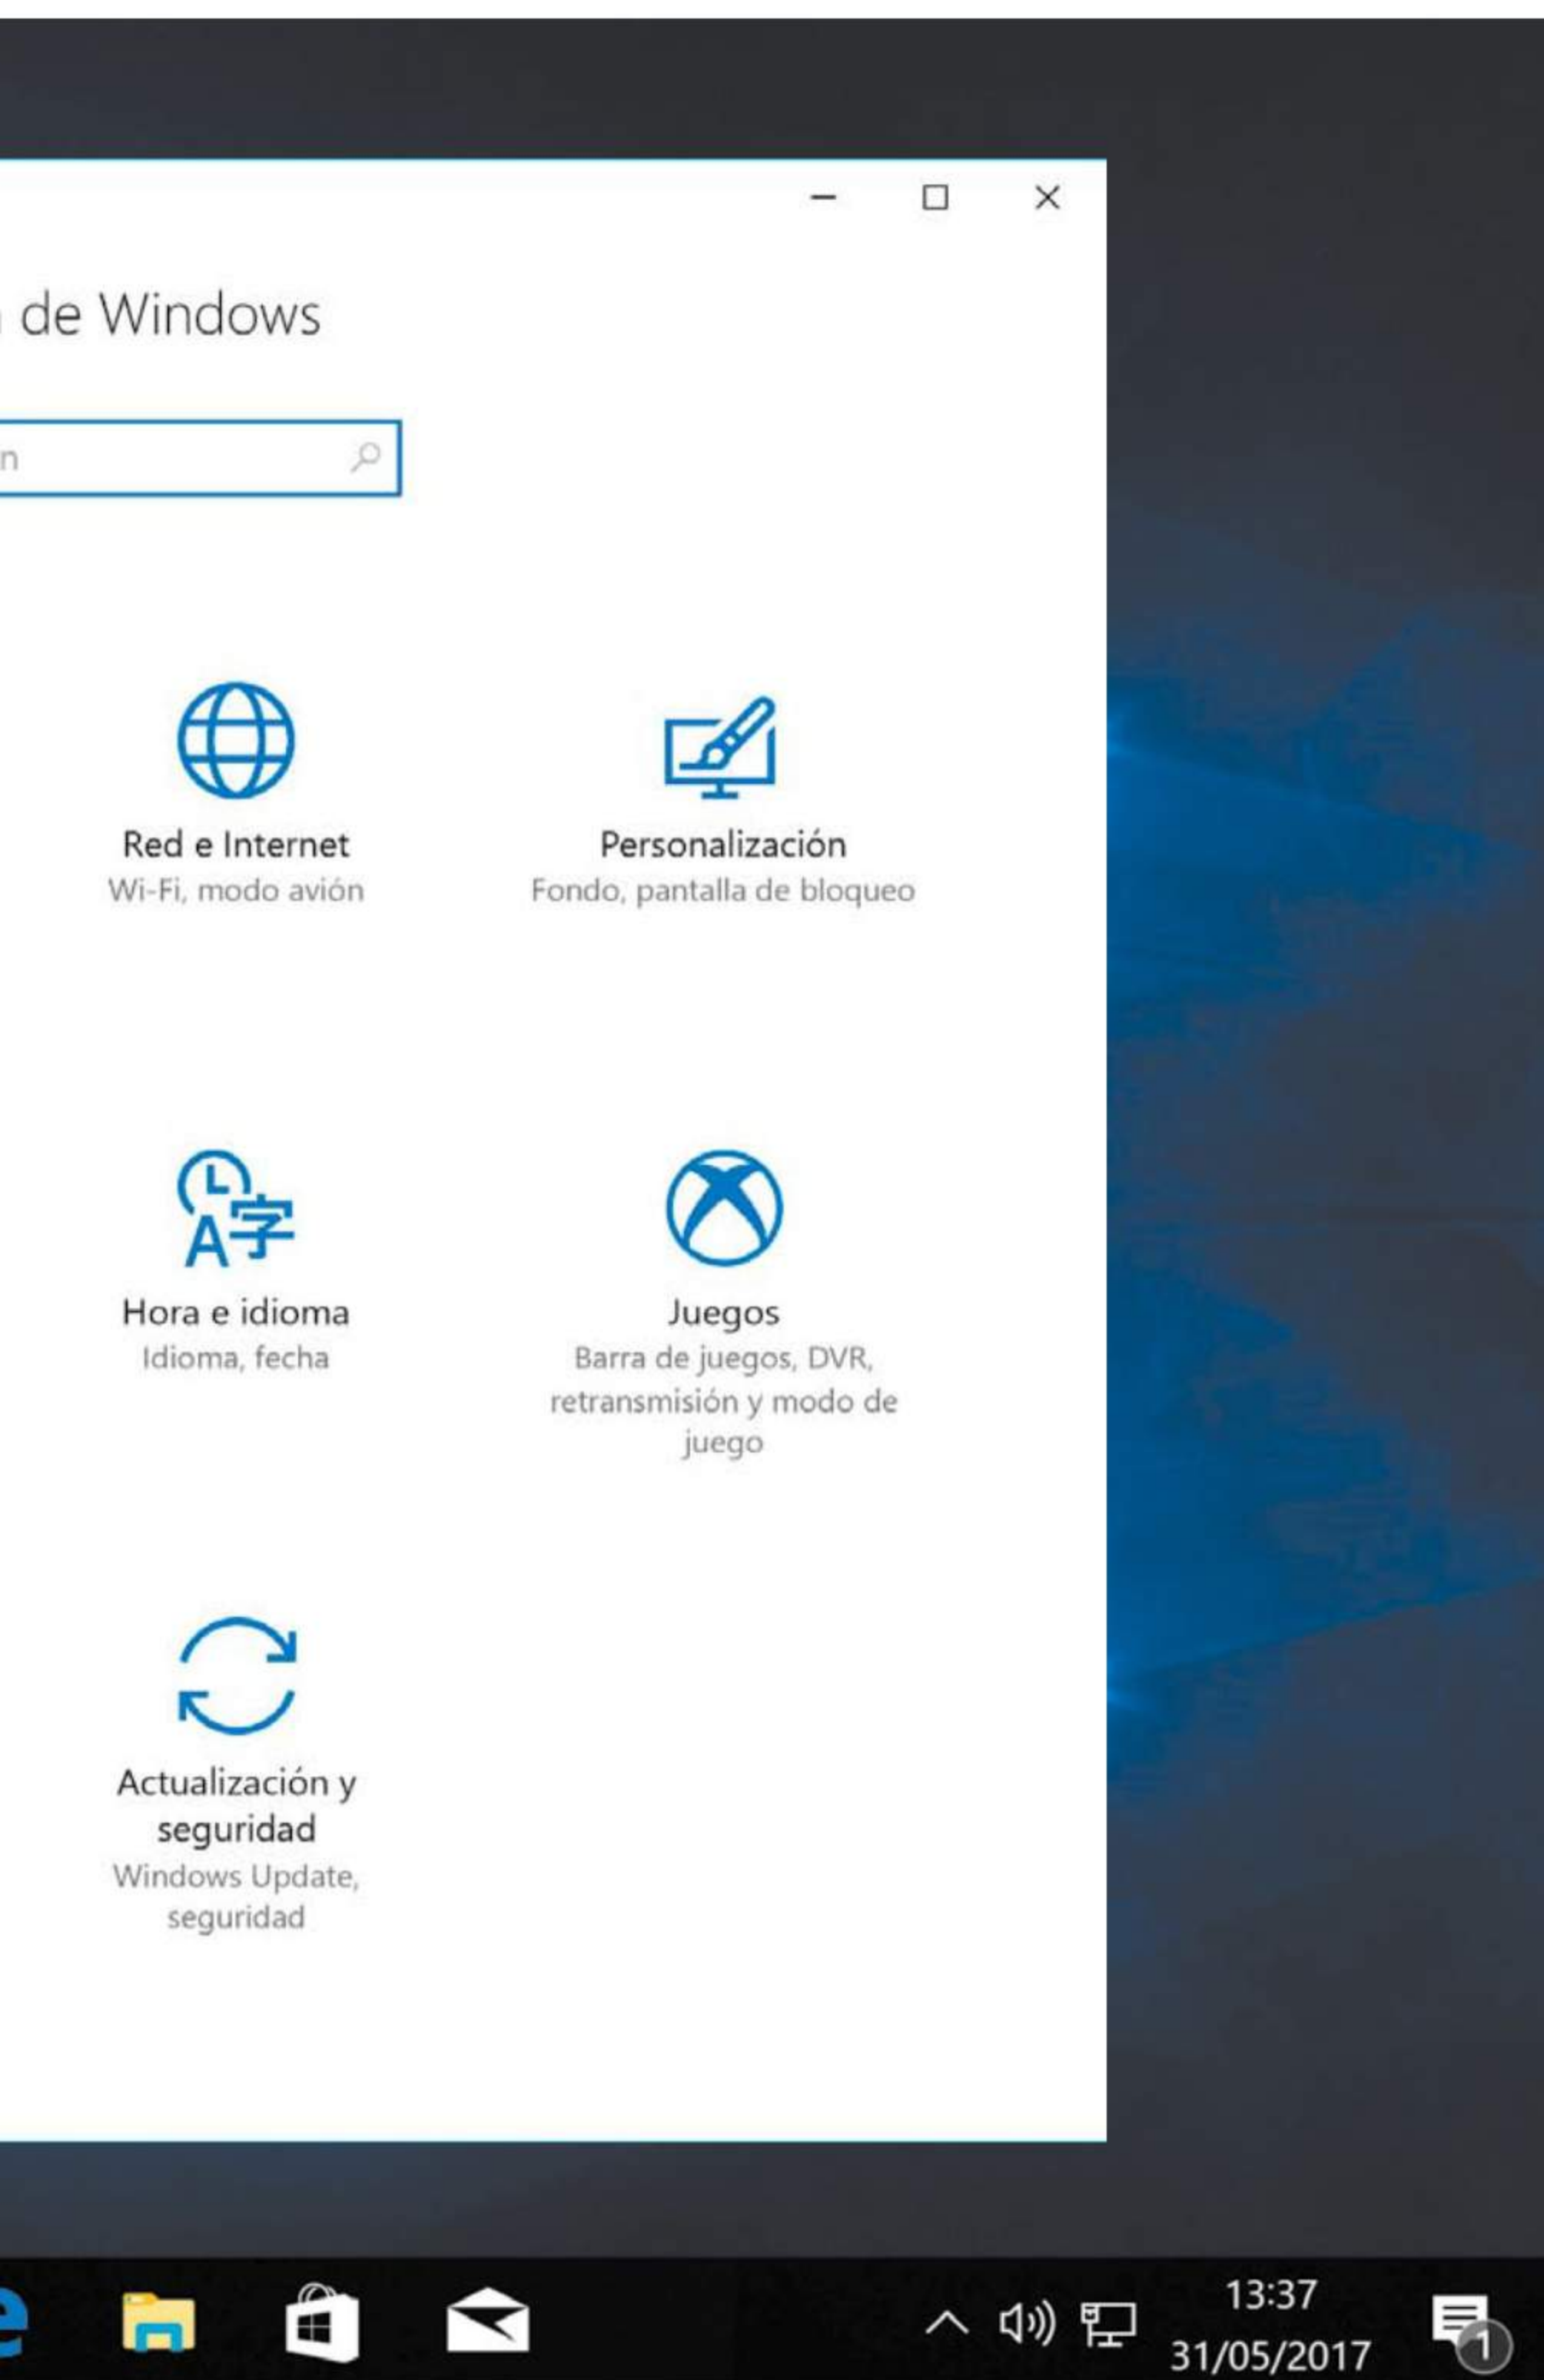 de Windows
n
Red e Internet
Wi-Fi, modo avión
Personalización
Fondo, pantalla de bloqueo
Hora e idioma
Idioma, fecha
Juegos
Barra de juegos, DVR,
retransmisión y modo de
juego
Actualización y
seguridad
Windows Update,
seguridad
13:37
31/05/2017
1